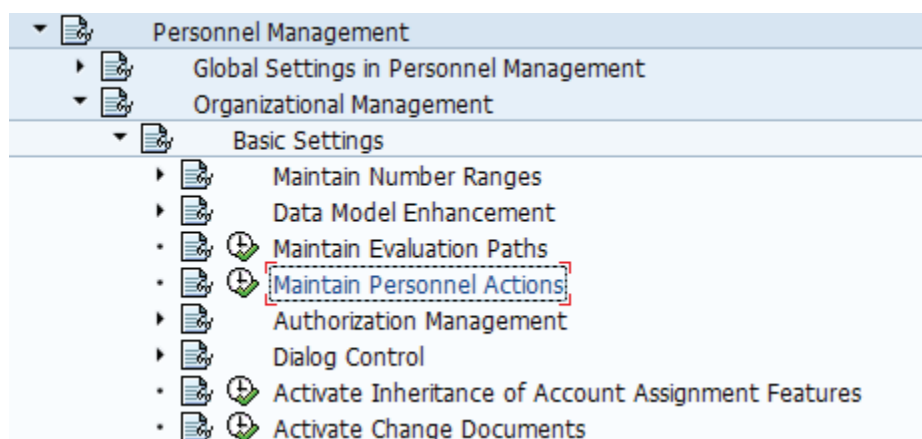 Personnel Management
Global Settings in Personnel Management
Organizational Management
Basic Settings
Maintain Number Ranges
Data Model Enhancement
Maintain Evaluation Paths
Maintain Personnel Actions
Authorization Management
Dialog Control
Activate Inheritance of Account Assignment Features
Activate Change Documents